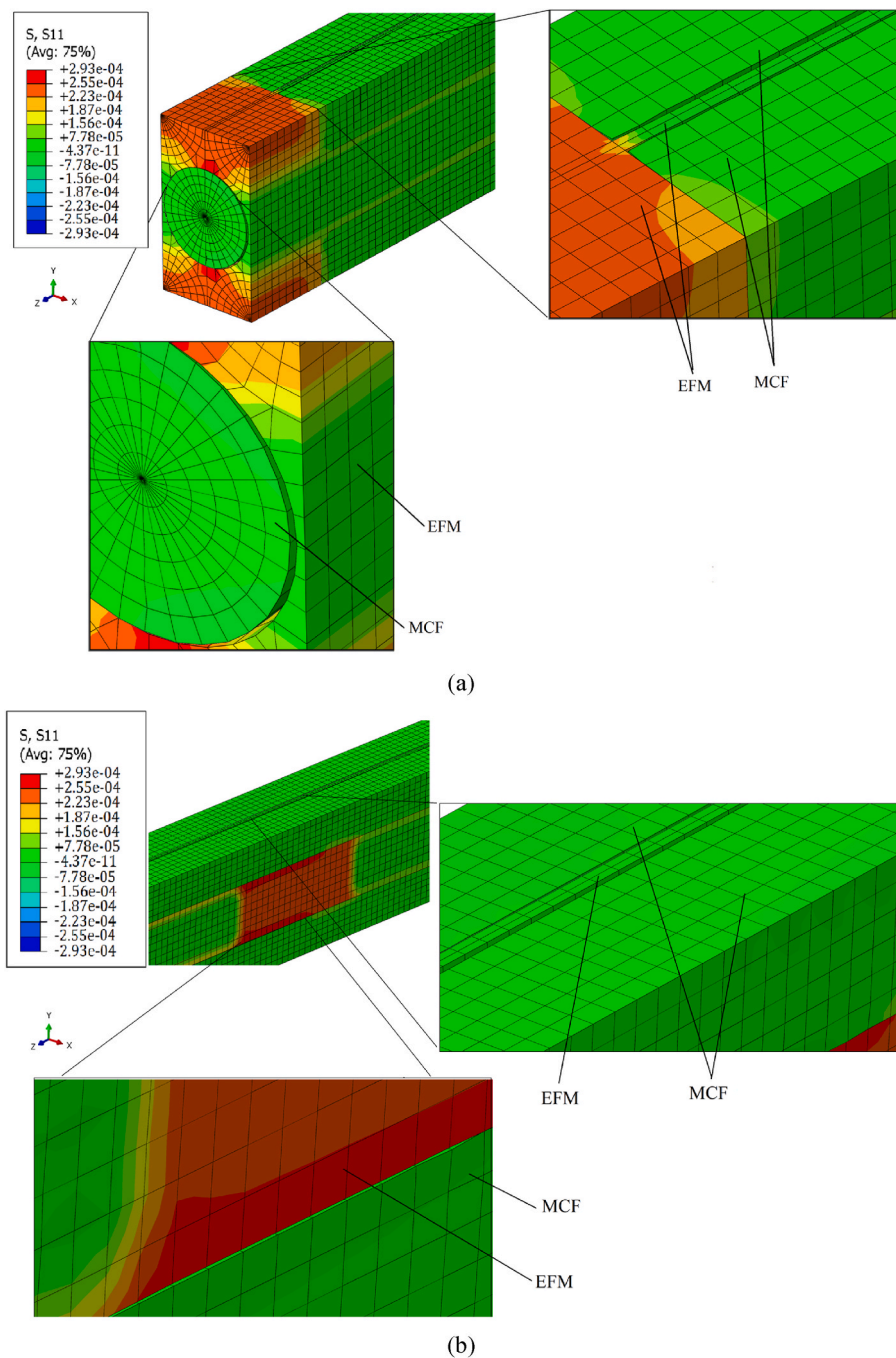 S, S11
(Avg: 75%)
+2.93e-04
+2.55e-04
+2.23e-04
+1.87e-04
+1.56e-04
+7.78e-05
-4.37c-11
-7.78e-05
-1.56e-04
-1.87e-04
-2.23e-04
-2.55e-04
-2.93e-04
Y
Z
X
EFM
MCF
EFM
MCF
(a)
S, S11
(Avg: 75%)
+2.93e-04
+2.55e-04
+2.23e-04
+1.87e-04
+1.56e-04
+7.78e-05
-4.37c-11
-7.78e-05
-1.56e-04
-1.87e-04
-2.23e-04
-2.55e-04
-2.93e-04
Y
Z
X
EFM
MCF
MCF
EFM
(b)